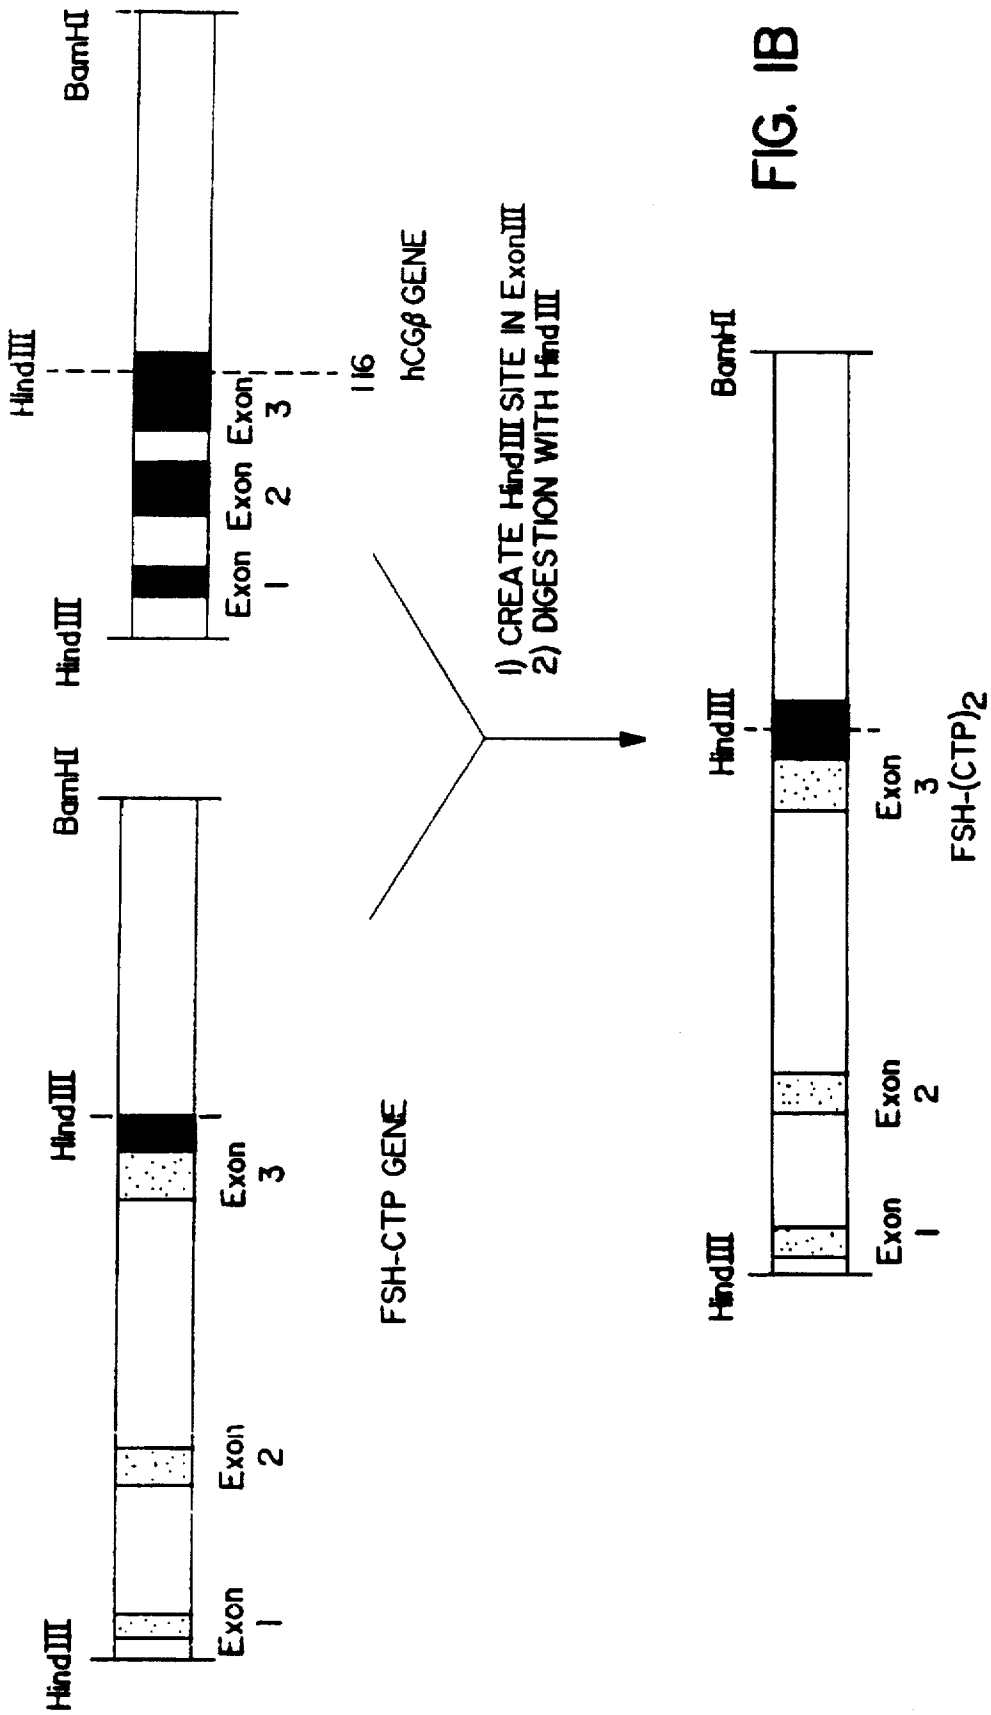 HindIII
HindIII
BamHI
Exon
1
Exon
2
Exon
3
FSH-CTP GENE
HindIII
HindIII
BamHI
Exon Exon Exon
1 2 3
116
hCGβ GENE
1) CREATE HindIII SITE IN ExonIII
2) DIGESTION WITH HindIII
HindIII
HindIII
BamHI
Exon
1
Exon
2
Exon
3
FSH-(CTP)2
FIG. 1B